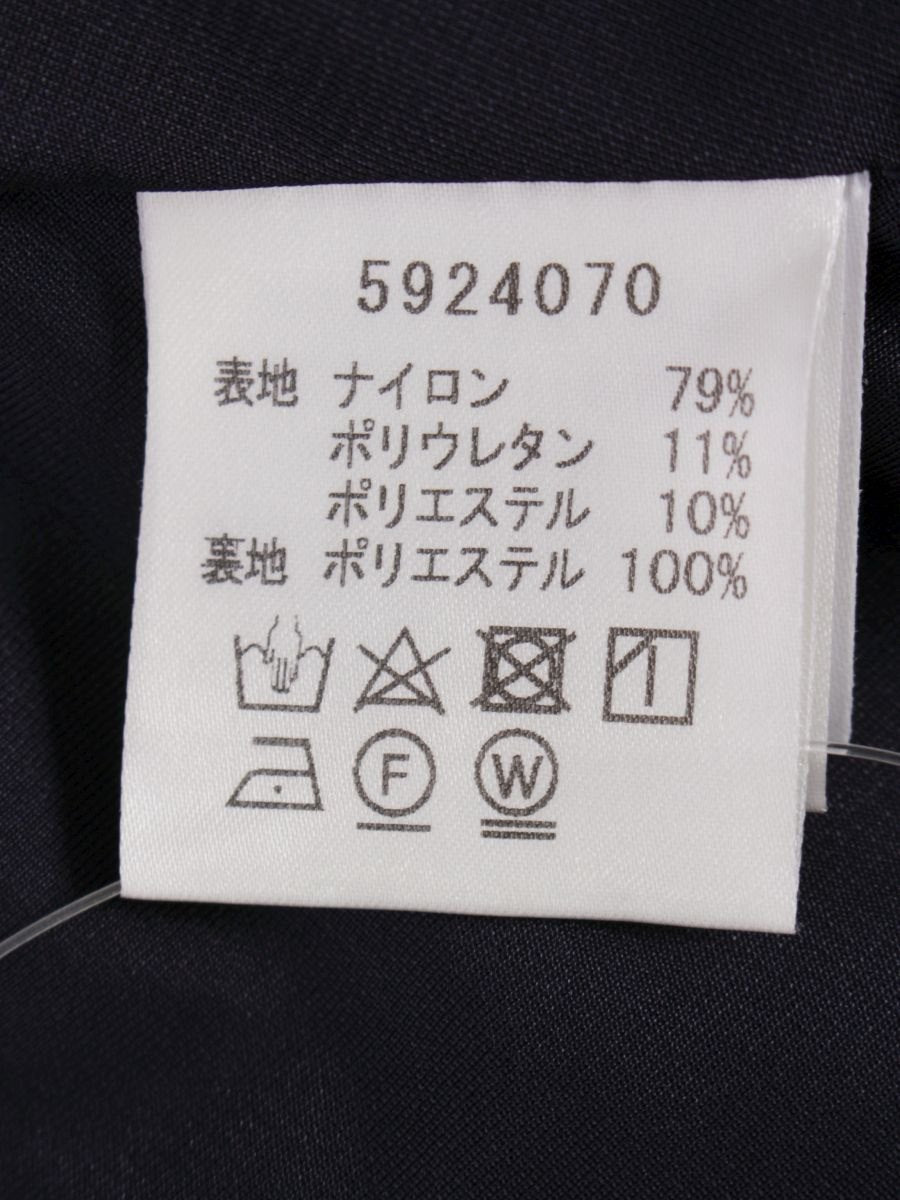 5924070
表地 ナイロン 79%
ポリウレタン 11%
ポリエステル 10%
裏地 ポリエステル 100%
F W